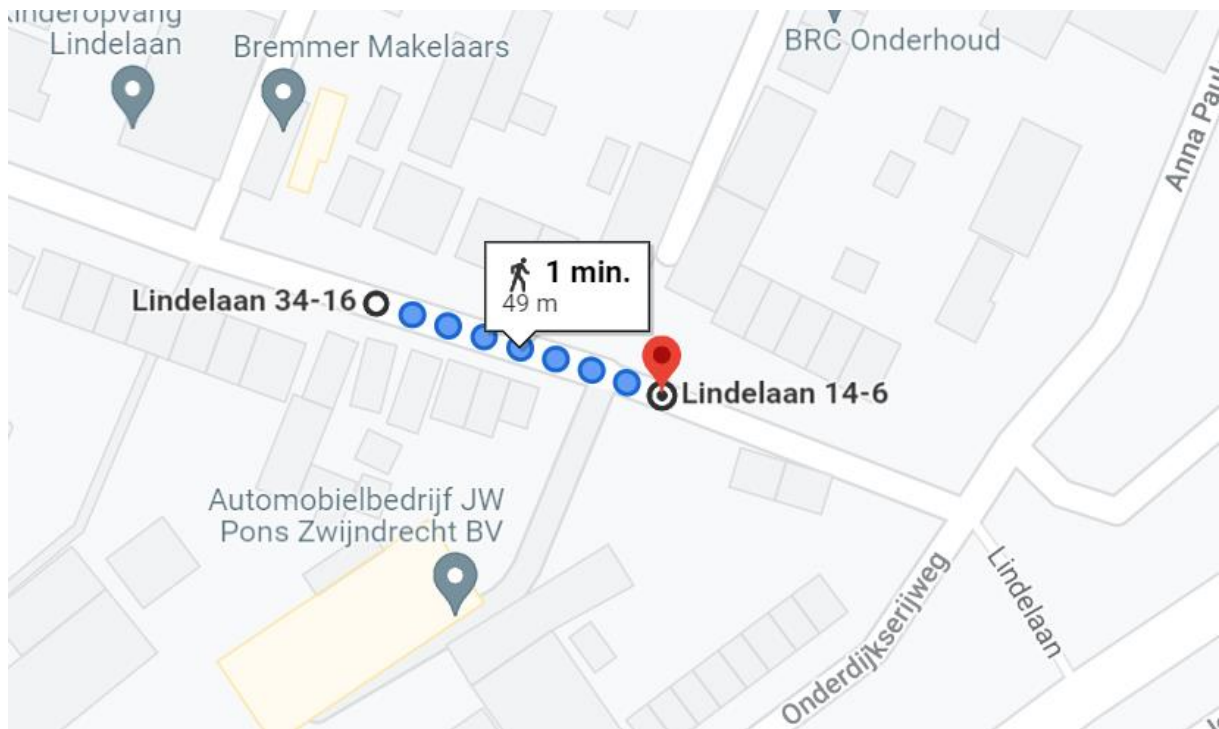 Lindelaan
Bremmer Makelaars
BRC Onderhoud
Anna
1 min.
49 m
Lindelaan 34-16
Lindelaan 14-6
Automobielbedrijf JW
Pons Zwijndrecht BV
Onderdijkserijweg
Lindelaan